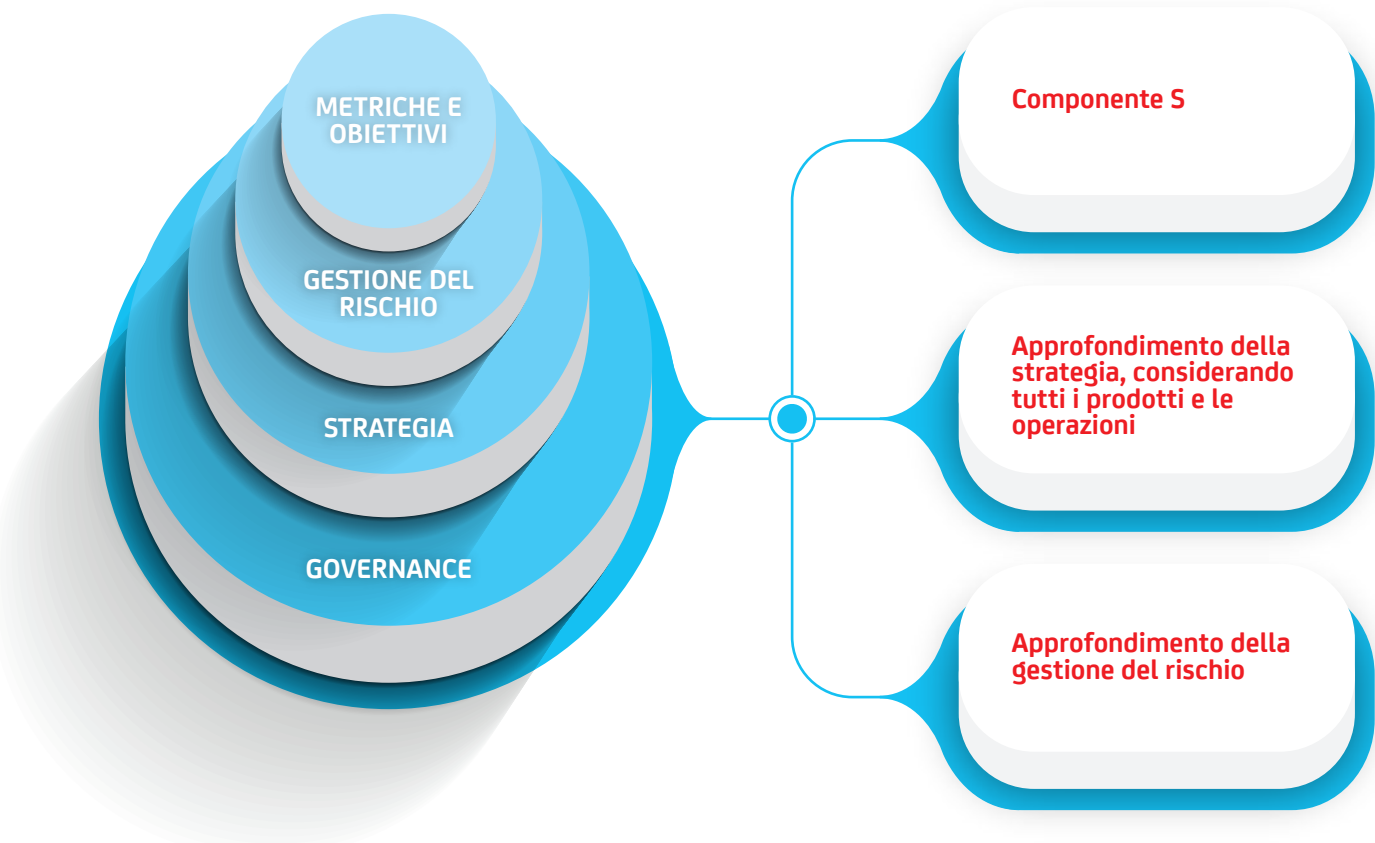 METRICHE E
OBIETTIVI
GESTIONE DEL
RISCHIO
STRATEGIA
GOVERNANCE
Componente S
Approfondimento della
strategia, considerando
tutti i prodotti e le
operazioni
Approfondimento della
gestione del rischio